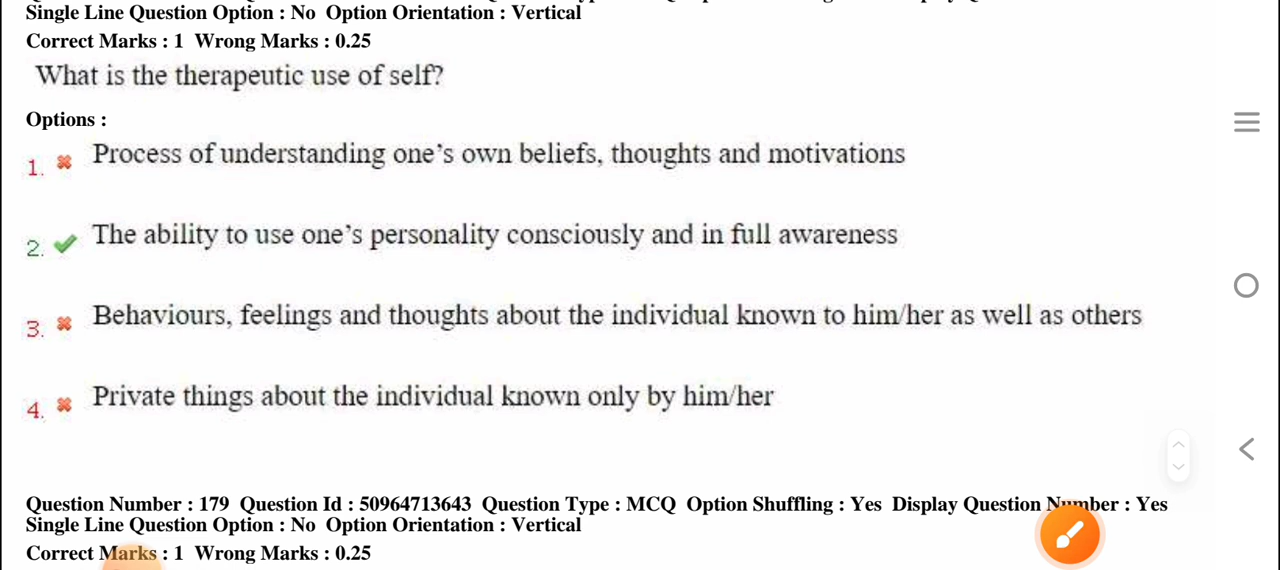 Single Line Question Option : No Option Orientation : Vertical
Correct Marks : 1 Wrong Marks : 0.25
What is the therapeutic use of self?
Options :
1. Process of understanding one’s own beliefs, thoughts and motivations
2. The ability to use one’s personality consciously and in full awareness
3. Behaviours, feelings and thoughts about the individual known to him/her as well as others
4. Private things about the individual known only by him/her
Question Number : 179 Question Id : 50964713643 Question Type : MCQ Option Shuffling : Yes Display Question Number : Yes
Single Line Question Option : No Option Orientation : Vertical
Correct Marks : 1 Wrong Marks : 0.25